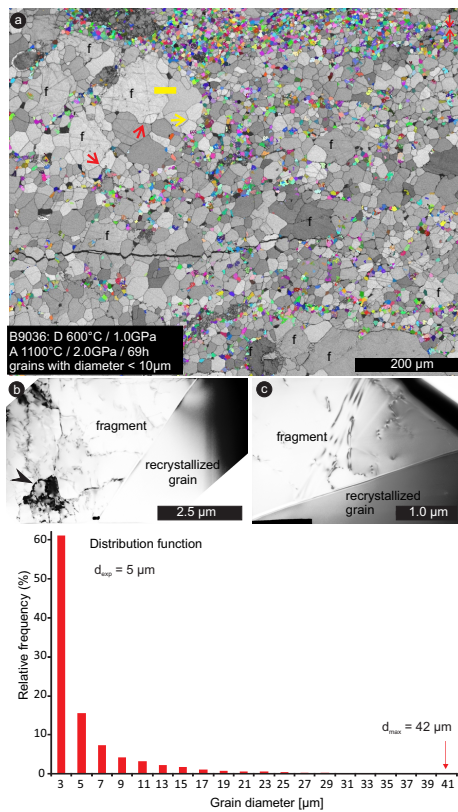 a
f
f
f
f
f
f
f
f
f
B9036: D 600°C / 1.0GPa
A 1100°C / 2.0GPa / 69h
grains with diameter < 10µm
200 µm
b
fragment
recrystallized
grain
2.5 µm
c
fragment
recrystallized
grain
1.0 µm
Distribution function
d_exp = 5 µm
d_max = 42 µm
Relative frequency (%)
60
50
40
30
20
10
0
3 5 7 9 11 13 15 17 19 21 23 25 27 29 31 33 35 37 39 41
Grain diameter [µm]